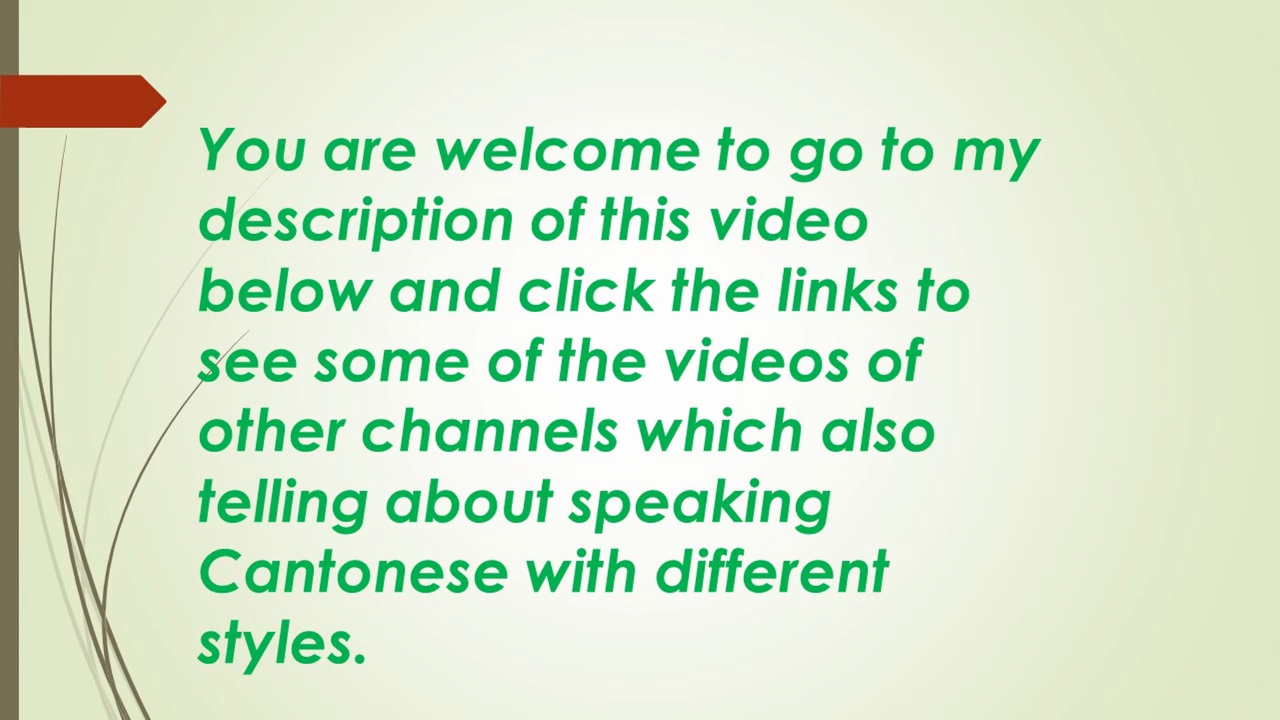 You are welcome to go to my
description of this video
below and click the links to
see some of the videos of
other channels which also
telling about speaking
Cantonese with different
styles.